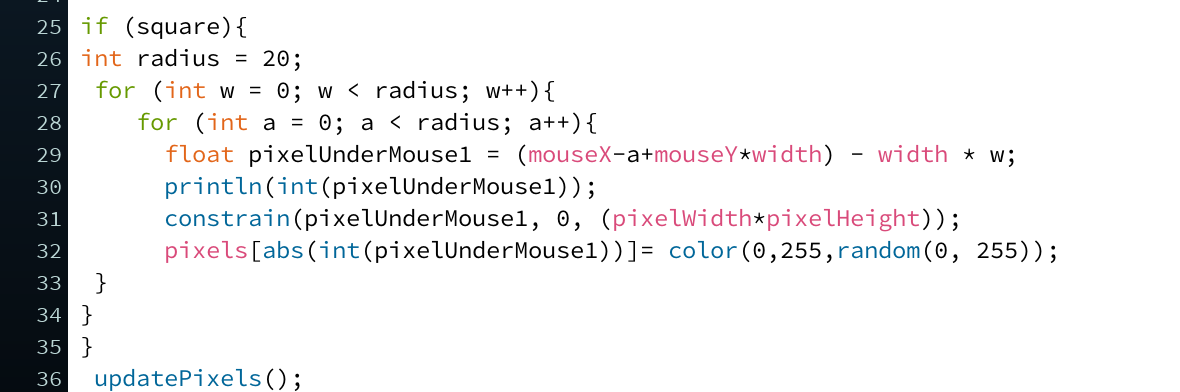 25 if (square){
26 int radius = 20;
27 for (int w = 0; w < radius; w++){
28 for (int a = 0; a < radius; a++){
29 float pixelUnderMouse1 = (mouseX-a+mouseY*width) - width * w;
30 println(int(pixelUnderMouse1));
31 constrain(pixelUnderMouse1, 0, (pixelWidth*pixelHeight));
32 pixels[abs(int(pixelUnderMouse1))]= color(0,255,random(0, 255));
33 }
34 }
35 }
36 updatePixels();